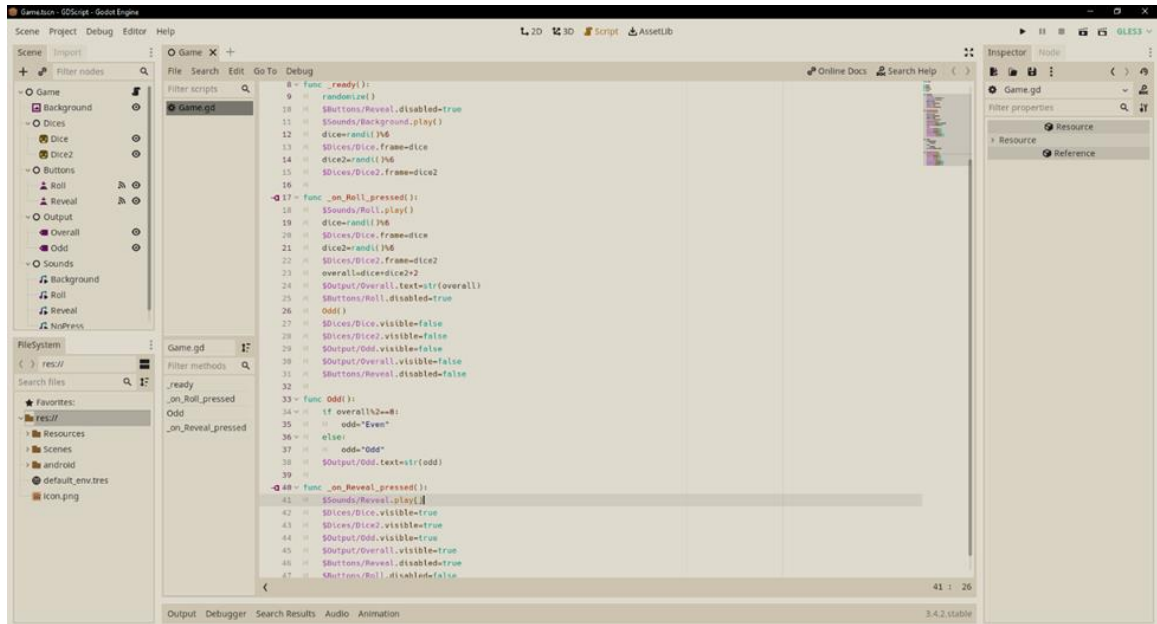 Game.tscn - GDScript - Godot Engine
Scene Project Debug Editor Help
2D 3D Script AssetLib
GLES3
Scene Import
Filter nodes
Game
Background
Dices
Dice
Dice2
Buttons
Roll
Reveal
Output
Overall
Odd
Sounds
Background
Roll
Reveal
NoPress
FileSystem
res://
Search files
Favorites:
res://
Resources
Scenes
android
default_env.tres
icon.png
Game
File Search Edit Go To Debug
Online Docs Search Help
Filter scripts
Game.gd
Game.gd
Filter methods
_ready
_on_Roll_pressed
Odd
_on_Reveal_pressed
8 func _ready():
9 randomize()
10 $Buttons/Reveal.disabled=true
11 $Sounds/Background.play()
12 dice=randi()%6
13 $Dices/Dice.frame=dice
14 dice2=randi()%6
15 $Dices/Dice2.frame=dice2
16
17 func _on_Roll_pressed():
18 $Sounds/Roll.play()
19 dice=randi()%6
20 $Dices/Dice.frame=dice
21 dice2=randi()%6
22 $Dices/Dice2.frame=dice2
23 overall=dice+dice2+2
24 $Output/Overall.text=str(overall)
25 $Buttons/Roll.disabled=true
26 Odd()
27 $Dices/Dice.visible=false
28 $Dices/Dice2.visible=false
29 $Output/Odd.visible=false
30 $Output/Overall.visible=false
31 $Buttons/Reveal.disabled=false
32
33 func Odd():
34 if overall%2==0:
35 odd="Even"
36 else:
37 odd="Odd"
38 $Output/Odd.text=str(odd)
39
40 func _on_Reveal_pressed():
41 $Sounds/Reveal.play()
42 $Dices/Dice.visible=true
43 $Dices/Dice2.visible=true
44 $Output/Odd.visible=true
45 $Output/Overall.visible=true
46 $Buttons/Reveal.disabled=true
47 $Buttons/Roll.disabled=false
41 : 26
Output Debugger Search Results Audio Animation
3.4.2.stable
Inspector Node
Game.gd
Filter properties
Resource
Resource
Reference